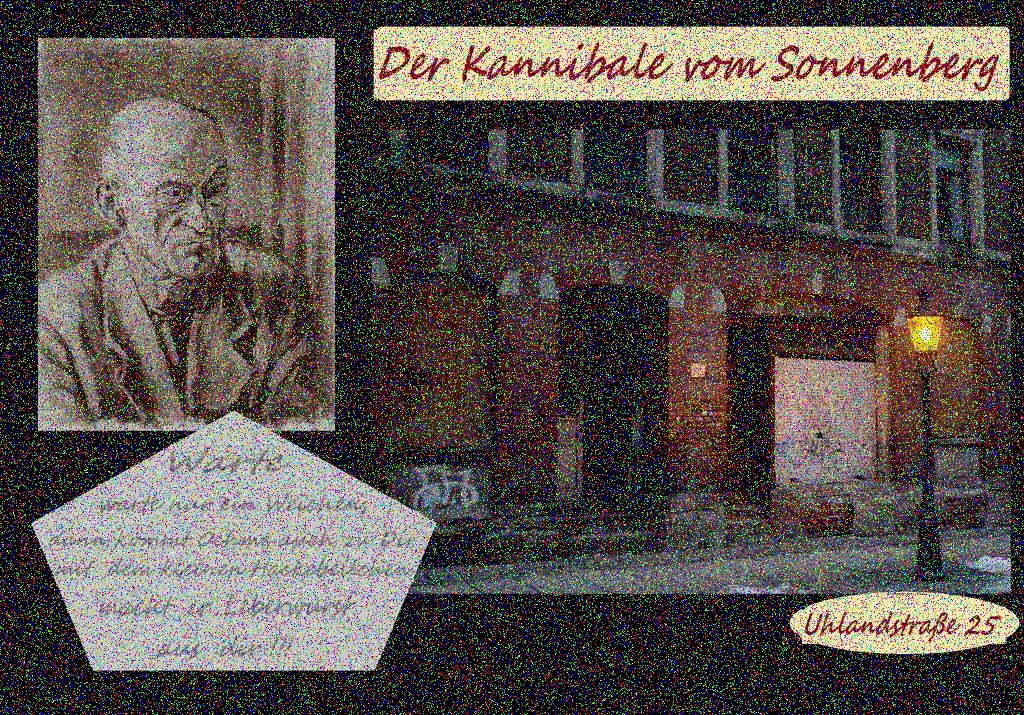 Der Kannibale vom Sonnenberg
Warte
warte nur ein Weilchen,
dann kommt Oetung auch zu Dir
mit dem kleinen Hackebeilchen
macht er Leberwurst
aus dir !!!
Uhlandstraße 25